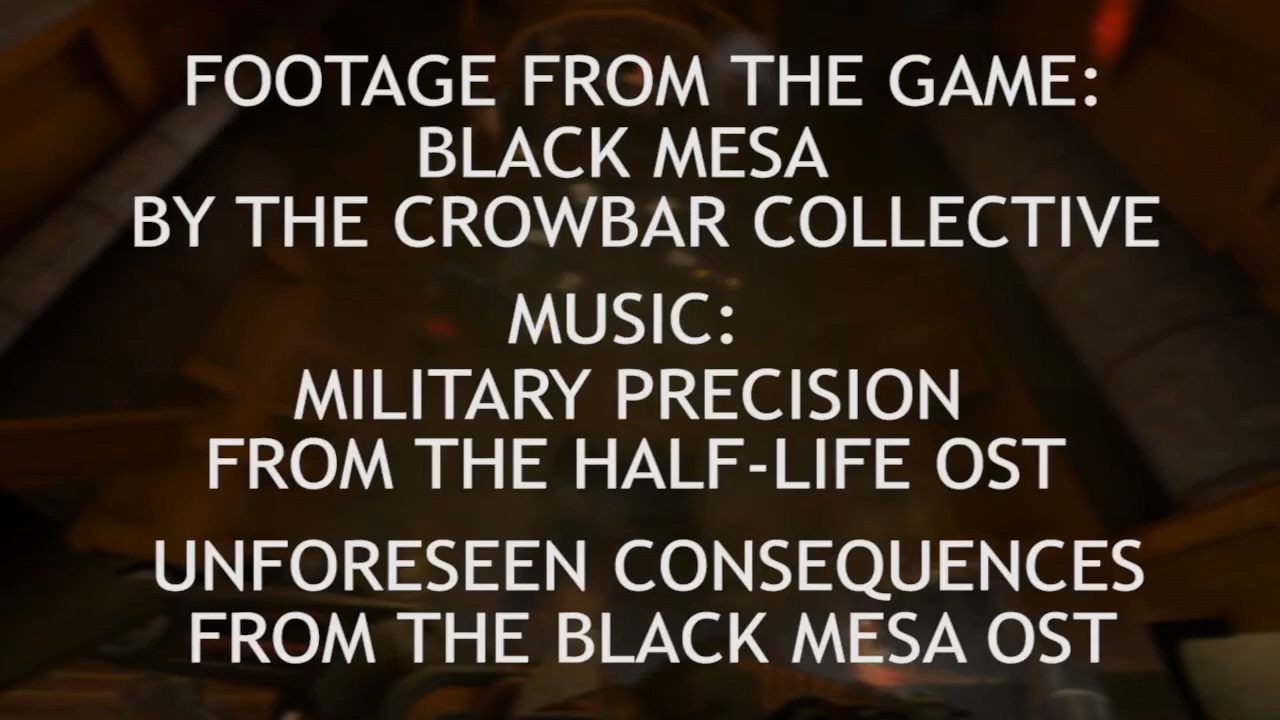 FOOTAGE FROM THE GAME:
BLACK MESA
BY THE CROWBAR COLLECTIVE
MUSIC:
MILITARY PRECISION
FROM THE HALF-LIFE OST
UNFORESEEN CONSEQUENCES
FROM THE BLACK MESA OST